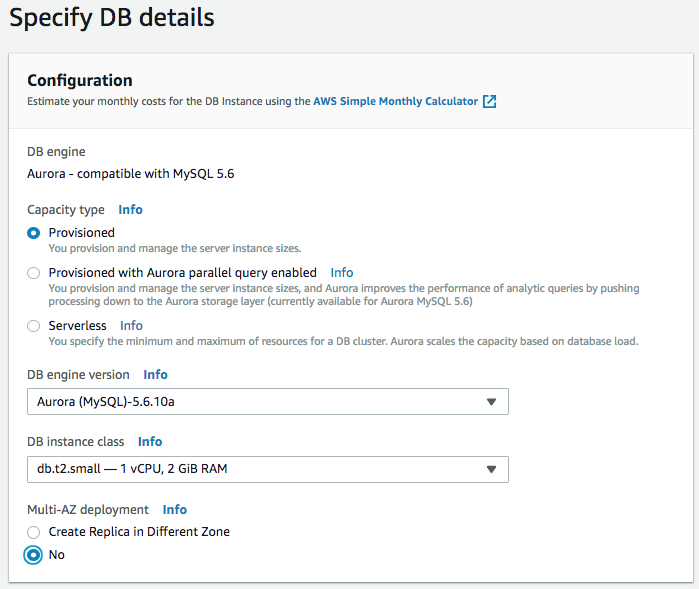 Specify DB details
Configuration
Estimate your monthly costs for the DB Instance using the AWS Simple Monthly Calculator
DB engine
Aurora - compatible with MySQL 5.6
Capacity type Info
Provisioned
You provision and manage the server instance sizes.
Provisioned with Aurora parallel query enabled Info
You provision and manage the server instance sizes, and Aurora improves the performance of analytic queries by pushing
processing down to the Aurora storage layer (currently available for Aurora MySQL 5.6)
Serverless Info
You specify the minimum and maximum of resources for a DB cluster. Aurora scales the capacity based on database load.
DB engine version Info
Aurora (MySQL)-5.6.10a
DB instance class Info
db.t2.small — 1 vCPU, 2 GiB RAM
Multi-AZ deployment Info
Create Replica in Different Zone
No